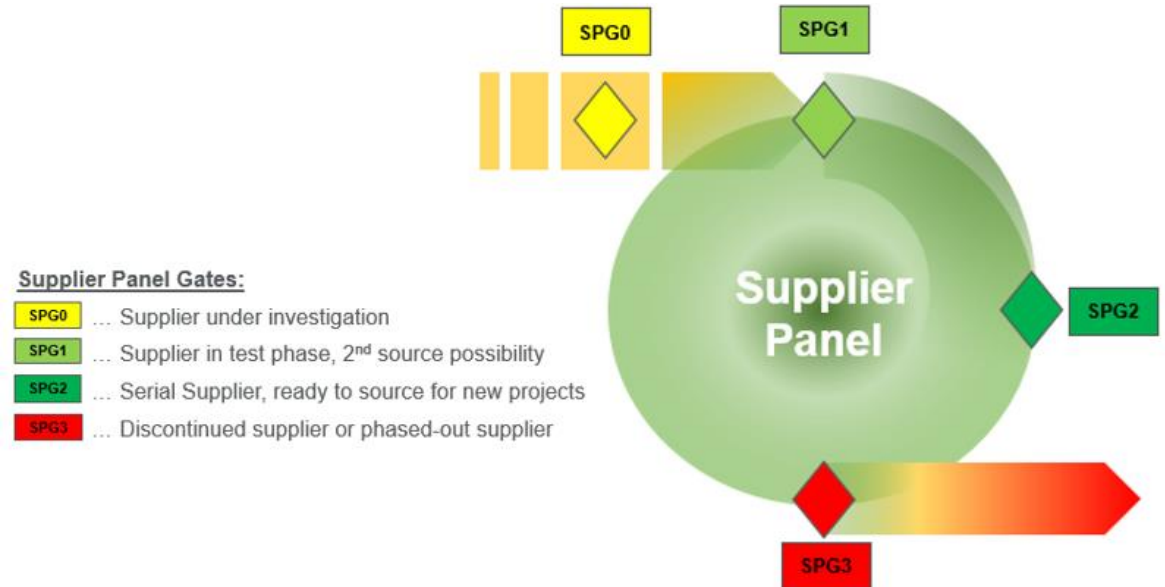 SPG0
SPG1
Supplier
Panel
SPG2
SPG3
Supplier Panel Gates:
SPG0 ... Supplier under investigation
SPG1 ... Supplier in test phase, 2nd source possibility
SPG2 ... Serial Supplier, ready to source for new projects
SPG3 ... Discontinued supplier or phased-out supplier